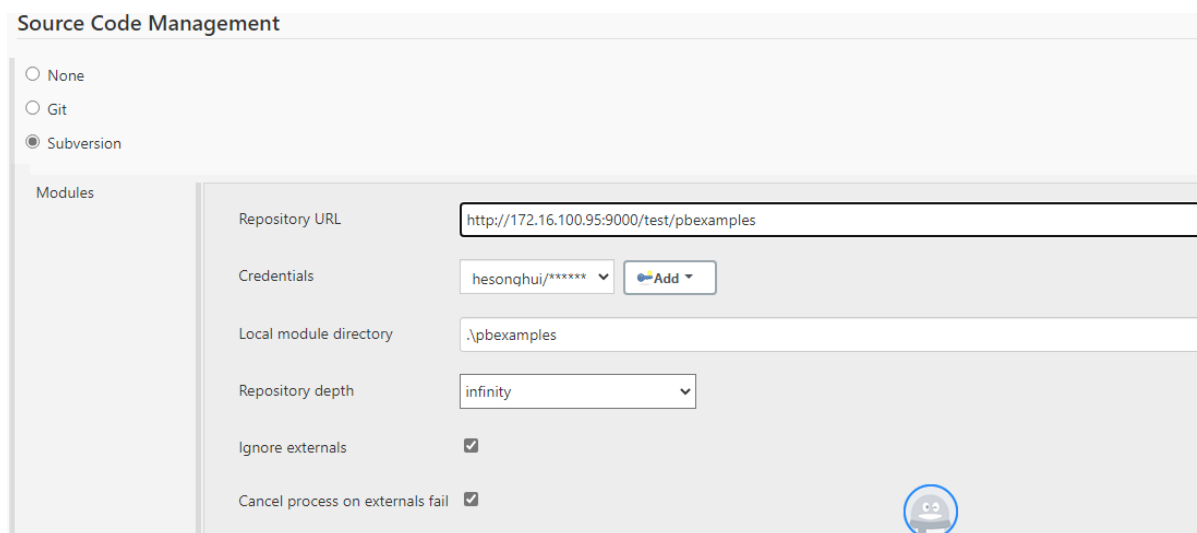 Source Code Management
None
Git
Subversion
Modules
Repository URL
http://172.16.100.95:9000/test/pbexamples
Credentials
hesonghui/******
Add
Local module directory
.\pbexamples
Repository depth
infinity
Ignore externals
Cancel process on externals fail